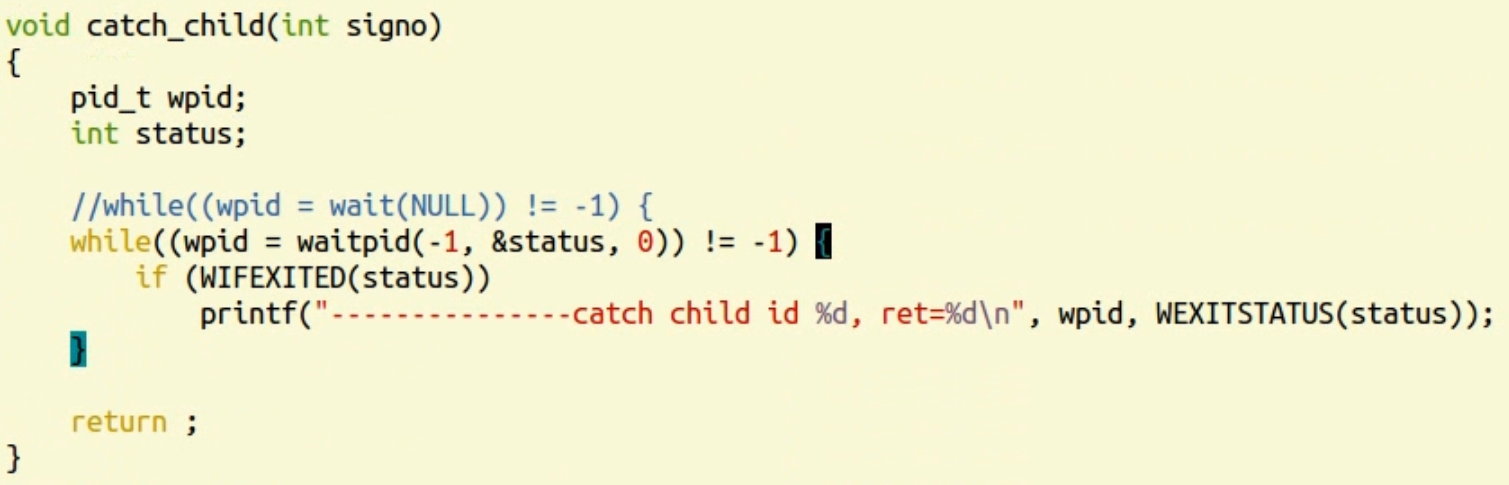 void catch_child(int signo)
{
    pid_t wpid;
    int status;

    //while((wpid = wait(NULL)) != -1) {
    while((wpid = waitpid(-1, &status, 0)) != -1) {
        if (WIFEXITED(status))
            printf("---------------catch child id %d, ret=%d\n", wpid, WEXITSTATUS(status));
    }

    return ;
}